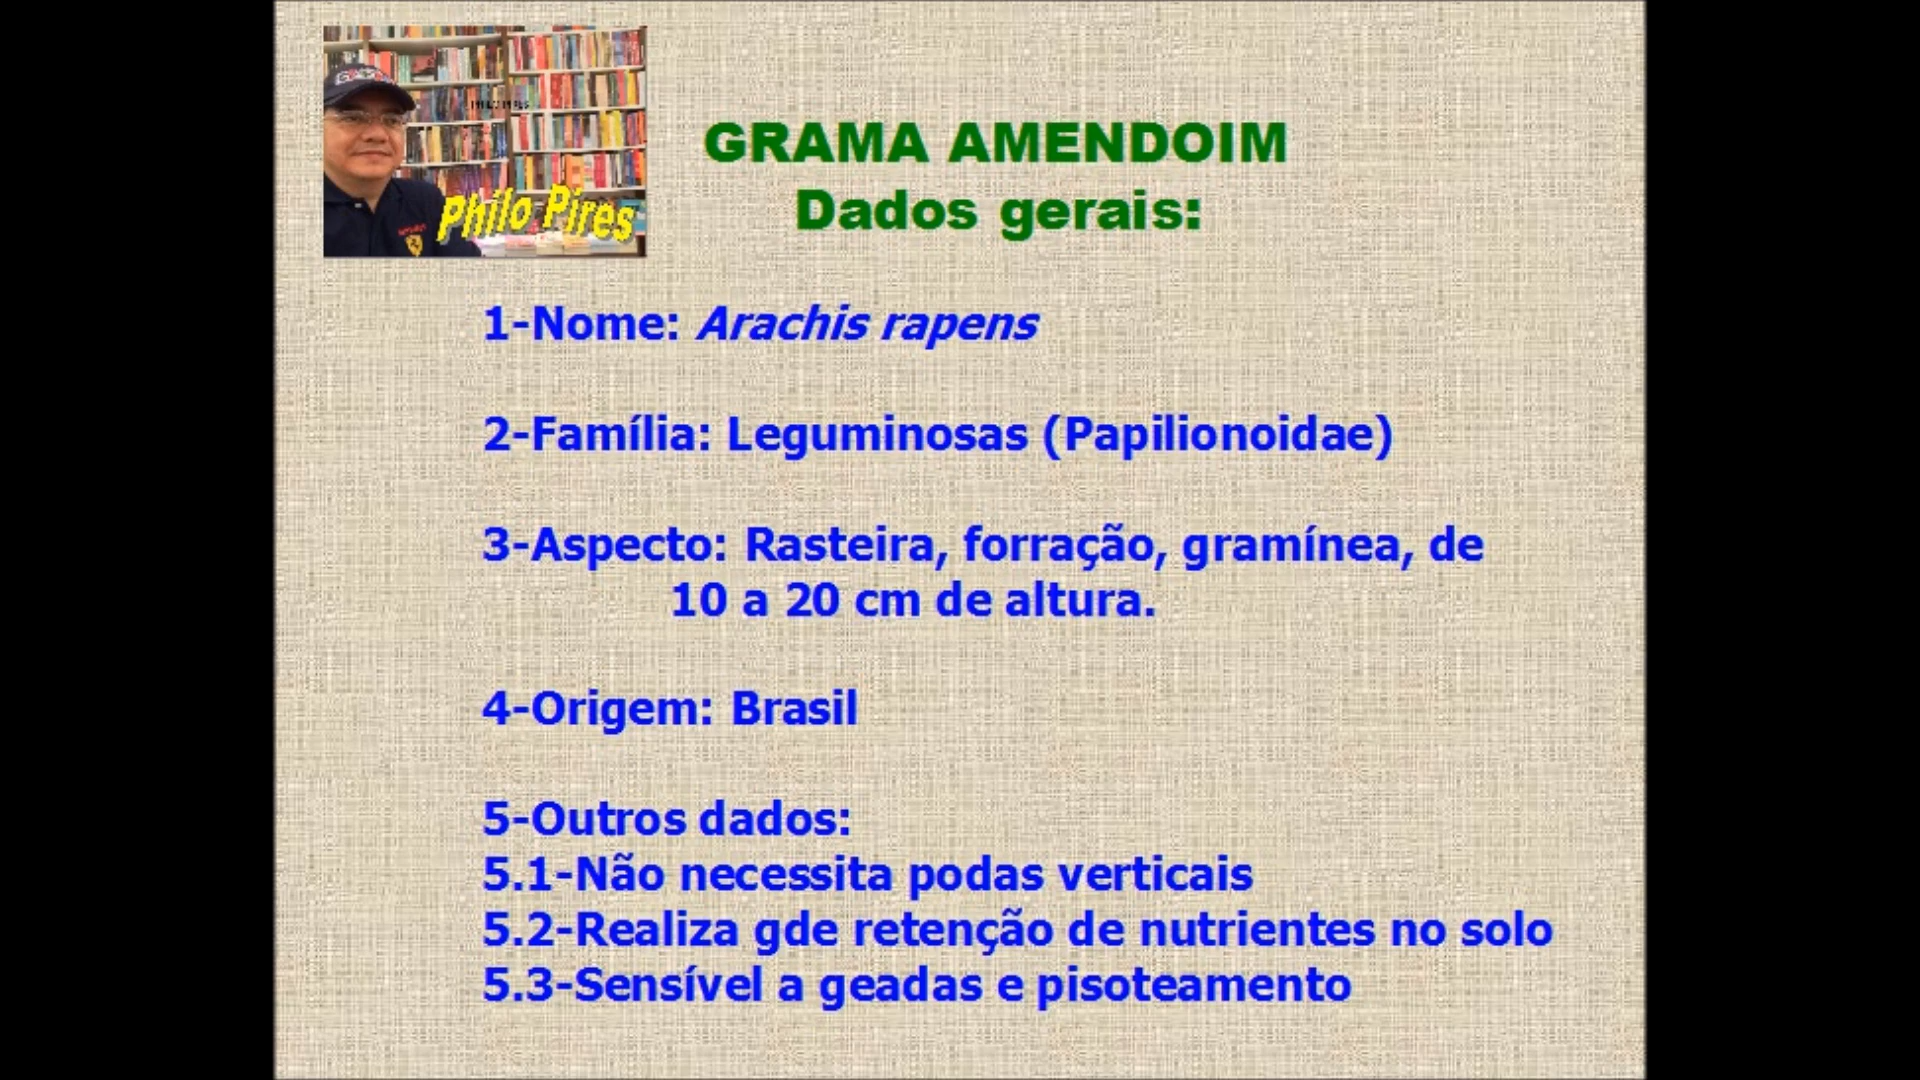 GRAMA AMENDOIM
Dados gerais:
PHILO PIRES
Philo Pires
1-Nome: Arachis rapens
2-Família: Leguminosas (Papilionoidae)
3-Aspecto: Rasteira, forração, gramínea, de
10 a 20 cm de altura.
4-Origem: Brasil
5-Outros dados:
5.1-Não necessita podas verticais
5.2-Realiza gde retenção de nutrientes no solo
5.3-Sensível a geadas e pisoteamento